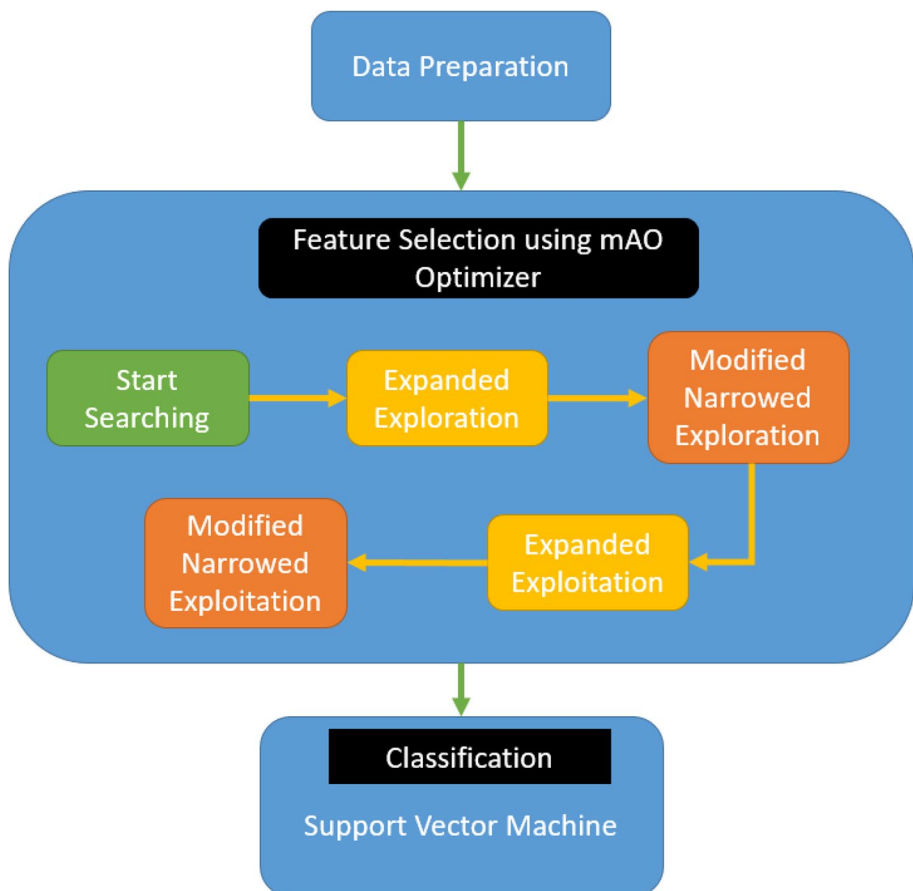 Data Preparation
Feature Selection using mAO
Optimizer
Start
Searching
Expanded
Exploration
Modified
Narrowed
Exploration
Expanded
Exploitation
Modified
Narrowed
Exploitation
Classification
Support Vector Machine